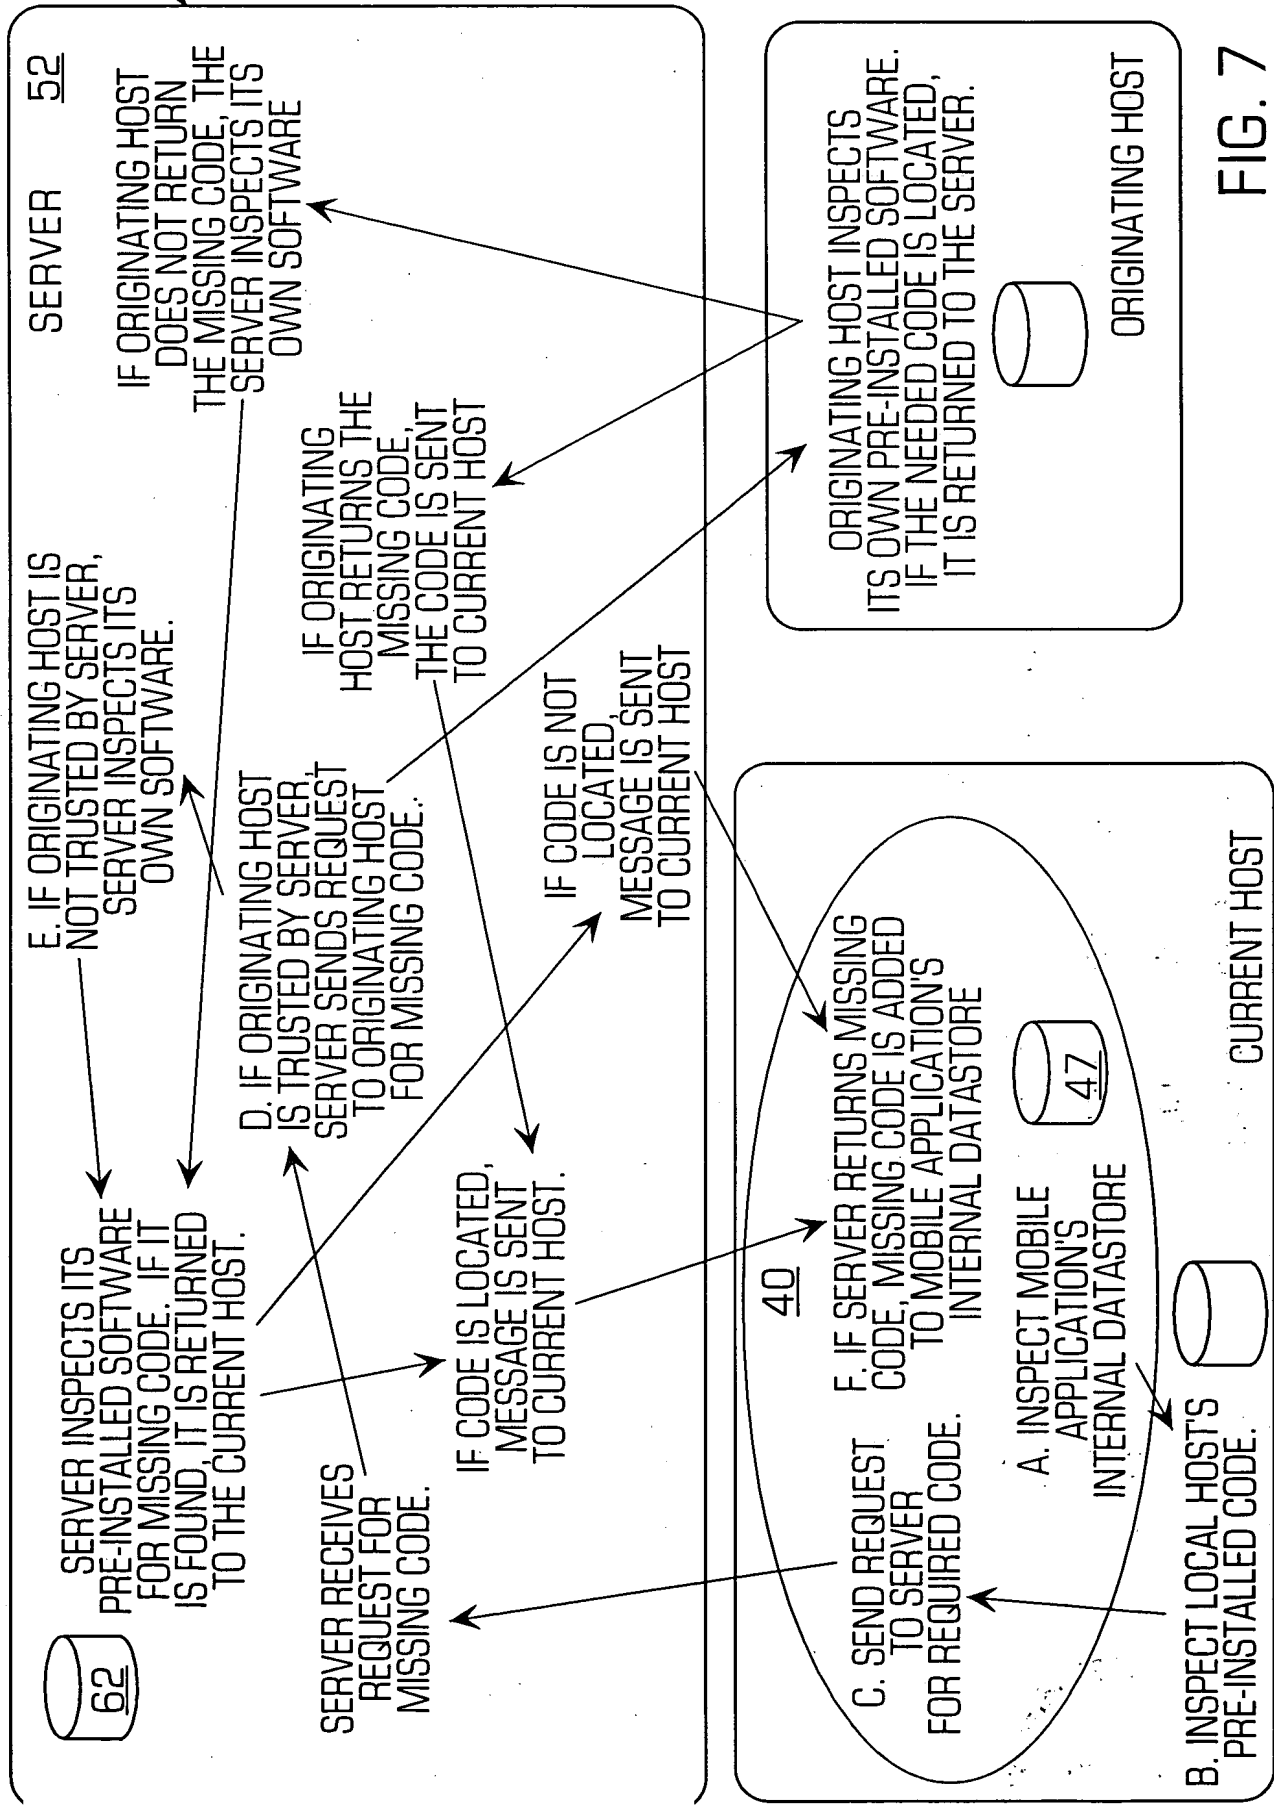 SERVER 52
62
SERVER INSPECTS ITS
PRE-INSTALLED SOFTWARE
FOR MISSING CODE. IF IT
IS FOUND, IT IS RETURNED
TO THE CURRENT HOST.
E. IF ORIGINATING HOST IS
NOT TRUSTED BY SERVER,
SERVER INSPECTS ITS
OWN SOFTWARE.
IF ORIGINATING HOST
DOES NOT RETURN
THE MISSING CODE, THE
SERVER INSPECTS ITS
OWN SOFTWARE
SERVER RECEIVES
REQUEST FOR
MISSING CODE.
D. IF ORIGINATING HOST
IS TRUSTED BY SERVER,
SERVER SENDS REQUEST
TO ORIGINATING HOST
FOR MISSING CODE.
IF ORIGINATING
HOST RETURNS THE
MISSING CODE,
THE CODE IS SENT
TO CURRENT HOST
IF CODE IS LOCATED,
MESSAGE IS SENT
TO CURRENT HOST.
IF CODE IS NOT
LOCATED,
MESSAGE IS SENT
TO CURRENT HOST
40
C. SEND REQUEST
TO SERVER
FOR REQUIRED CODE.
F. IF SERVER RETURNS MISSING
CODE, MISSING CODE IS ADDED
TO MOBILE APPLICATION'S
INTERNAL DATASTORE
A. INSPECT MOBILE
APPLICATION'S
INTERNAL DATASTORE
47
B. INSPECT LOCAL HOST'S
PRE-INSTALLED CODE.
CURRENT HOST
ORIGINATING HOST INSPECTS
ITS OWN PRE-INSTALLED SOFTWARE.
IF THE NEEDED CODE IS LOCATED,
IT IS RETURNED TO THE SERVER.
ORIGINATING HOST
FIG. 7